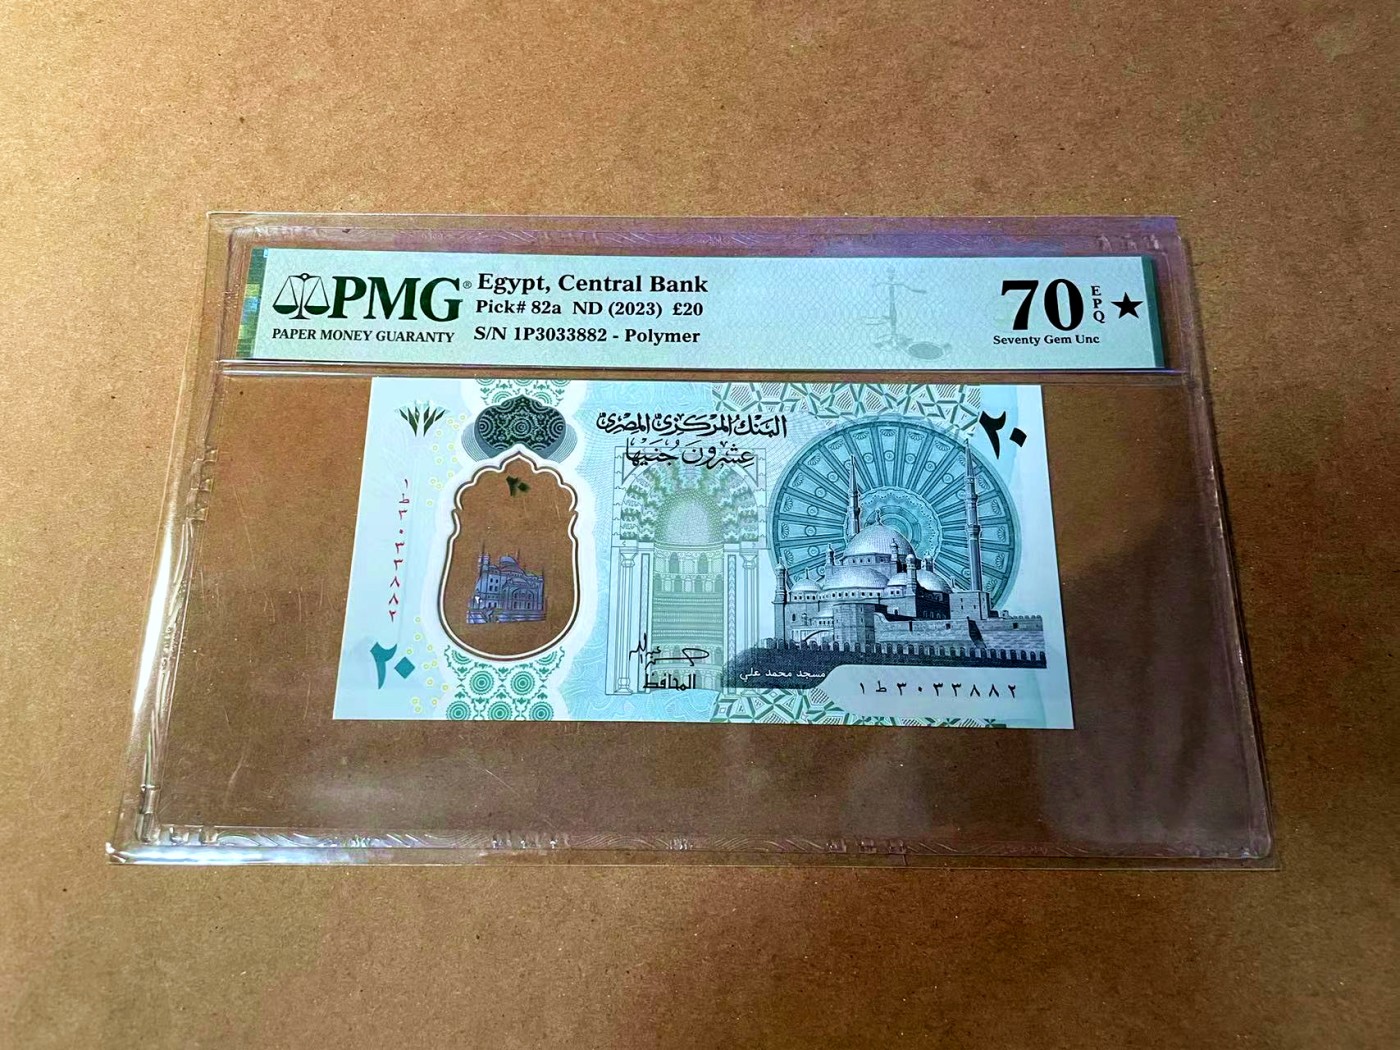 PMG®
PAPER MONEY GUARANTY
Egypt, Central Bank
Pick# 82a ND (2023) £20
S/N 1P3033882 - Polymer
70 EPQ ★
Seventy Gem Unc
البنك المركزي المصري
عشرون جنيها
٢٠
٢٠
١ط٣٠٣٣٨٨٢
٢٠
المحافظ
مسجد محمد علي
١ط٣٠٣٣٨٨٢